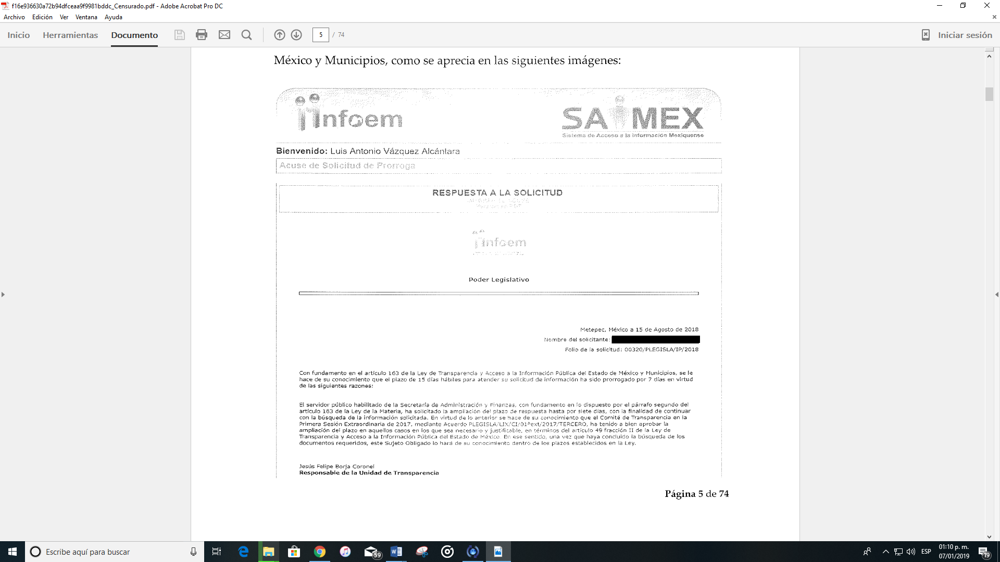 f16e936630a72b94dfceaa9f9981bddc_Censurado.pdf - Adobe Acrobat Pro DC
Archivo Edición Ver Ventana Ayuda
Inicio Herramientas Documento 5 / 74 Iniciar sesión
México y Municipios, como se aprecia en las siguientes imágenes:
infoem SAIMEX
Sistema de Acceso a la Información Mexiquense
Bienvenido: Luis Antonio Vázquez Alcántara
Acuse de Solicitud de Prorroga
RESPUESTA A LA SOLICITUD
infoem
Poder Legislativo
Metepec, México a 15 de Agosto de 2018
Nombre del solicitante:
Folio de la solicitud: 00320/PLEGISLA/IP/2018
Con fundamento en el artículo 163 de la Ley de Transparencia y Acceso a la Información Pública del Estado de México y Municipios, se le
hace de su conocimiento que el plazo de 15 días hábiles para atender su solicitud de información ha sido prorrogado por 7 días en virtud
de las siguientes razones:
El servidor público habilitado de la Secretaría de Administración y Finanzas, con fundamento en lo dispuesto por el párrafo segundo del
artículo 163 de la Ley de la Materia, ha solicitado la ampliación del plazo de respuesta hasta por siete días, con la finalidad de continuar
con la búsqueda de la información solicitada. En virtud de lo anterior se hace de su conocimiento que el Comité de Transparencia en la
Primera Sesión Extraordinaria de 2017, mediante Acuerdo PLEGISLA/LIX/CI/01ªext/2017/TERCERO, ha tenido a bien aprobar la
ampliación del plazo en aquellos casos en los que sea necesario y justificable, en términos del artículo 49 fracción II de la Ley de
Transparencia y Acceso a la Información Pública del Estado de México. En ese sentido, una vez que haya concluido la búsqueda de los
documentos requeridos, este Sujeto Obligado lo hará de su conocimiento dentro de los plazos establecidos en la Ley.
Jesús Felipe Borja Coronel
Responsable de la Unidad de Transparencia
Página 5 de 74
Escribe aquí para buscar 59 ESP 01:10 p. m. 19
07/01/2019